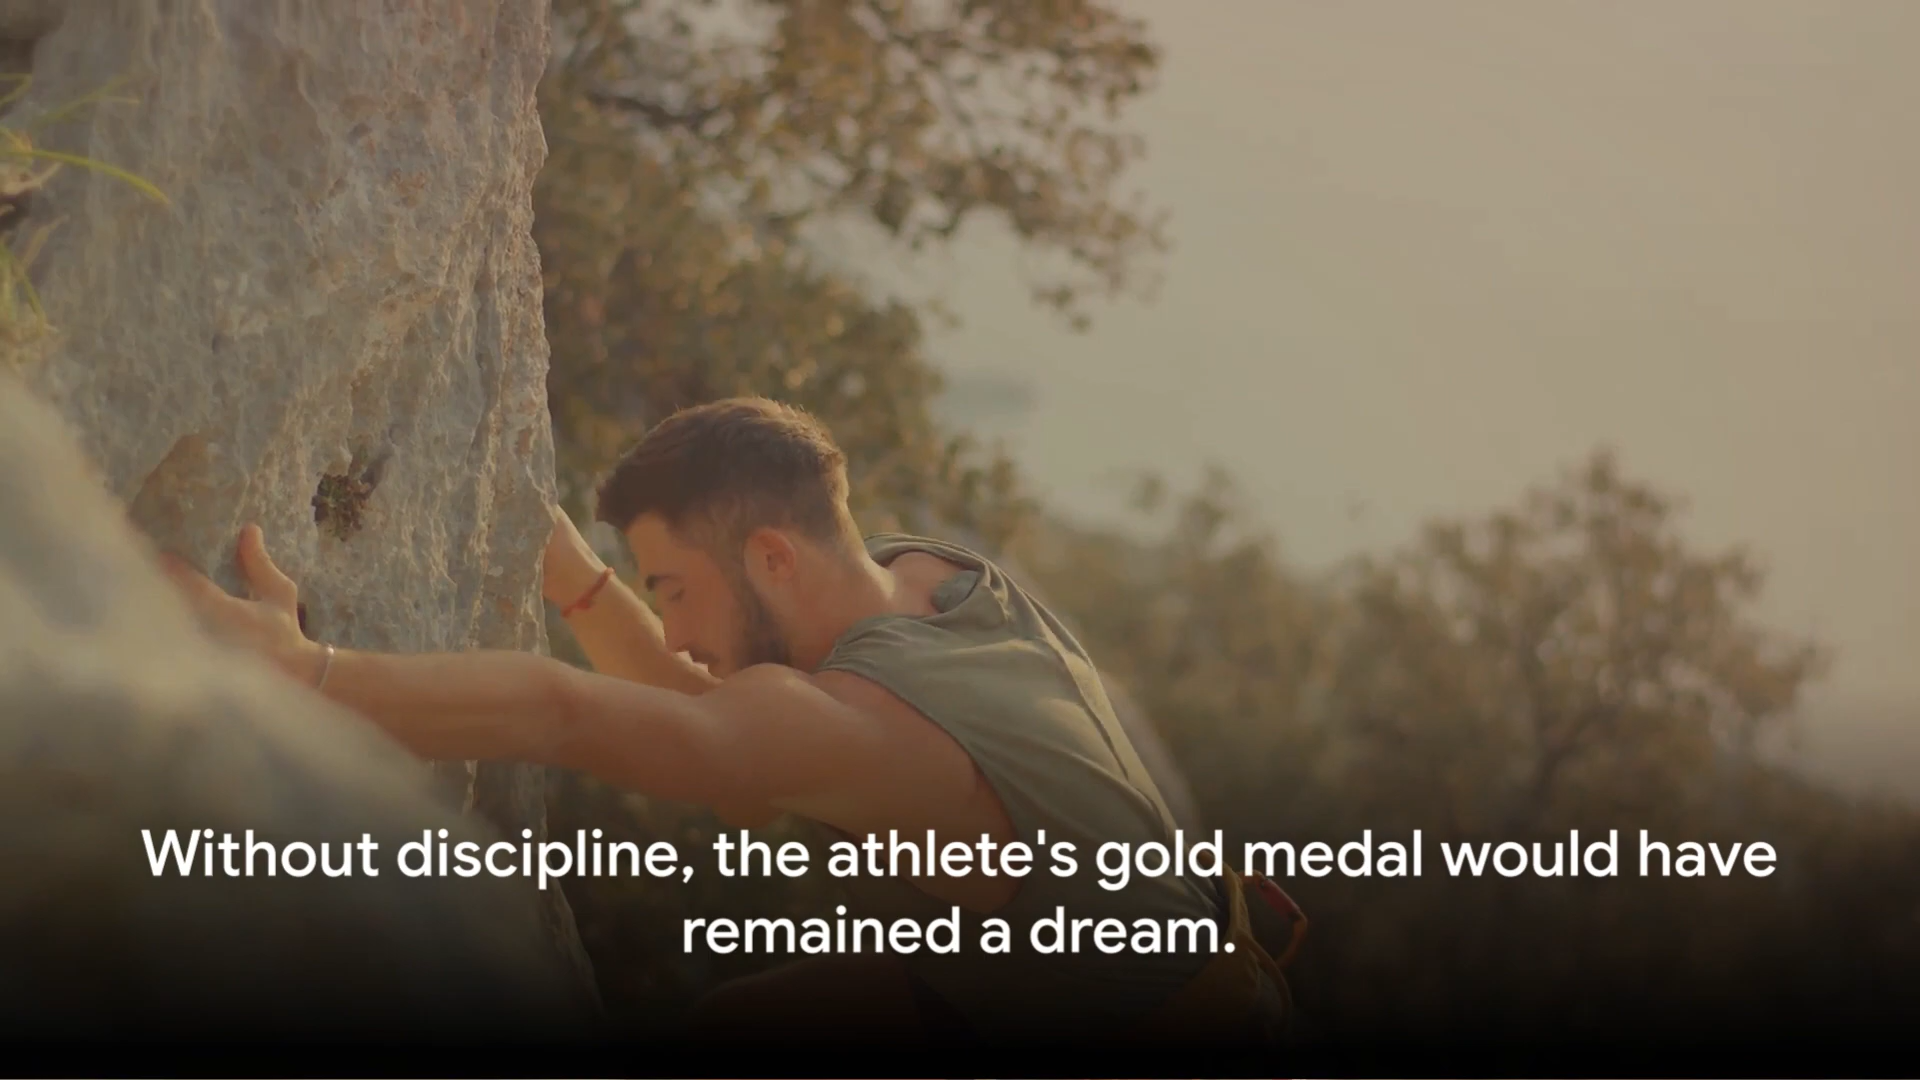 Without discipline, the athlete's gold medal would have
remained a dream.